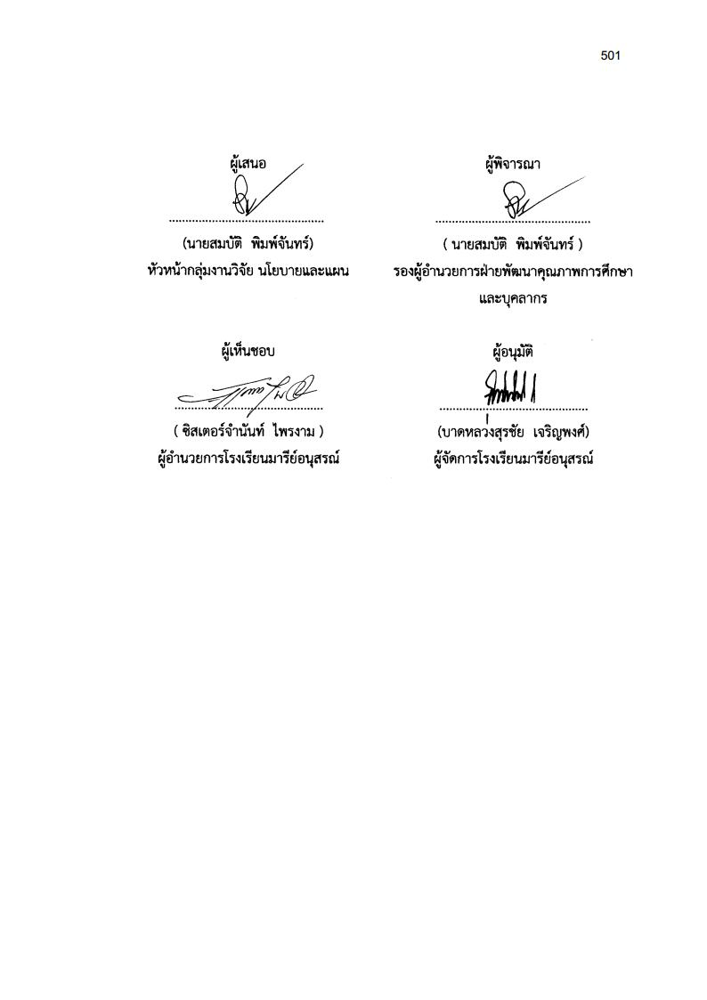 501
ผู้เสนอ
(นายสมบัติ พิมพ์จันทร์)
หัวหน้ากลุ่มงานวิจัย นโยบายและแผน
ผู้พิจารณา
( นายสมบัติ พิมพ์จันทร์ )
รองผู้อำนวยการฝ่ายพัฒนาคุณภาพการศึกษา
และบุคลากร
ผู้เห็นชอบ
( ซิสเตอร์จำนันท์ ไพรงาม )
ผู้อำนวยการโรงเรียนมารีย์อนุสรณ์
ผู้อนุมัติ
(บาดหลวงสุรชัย เจริญพงศ์)
ผู้จัดการโรงเรียนมารีย์อนุสรณ์